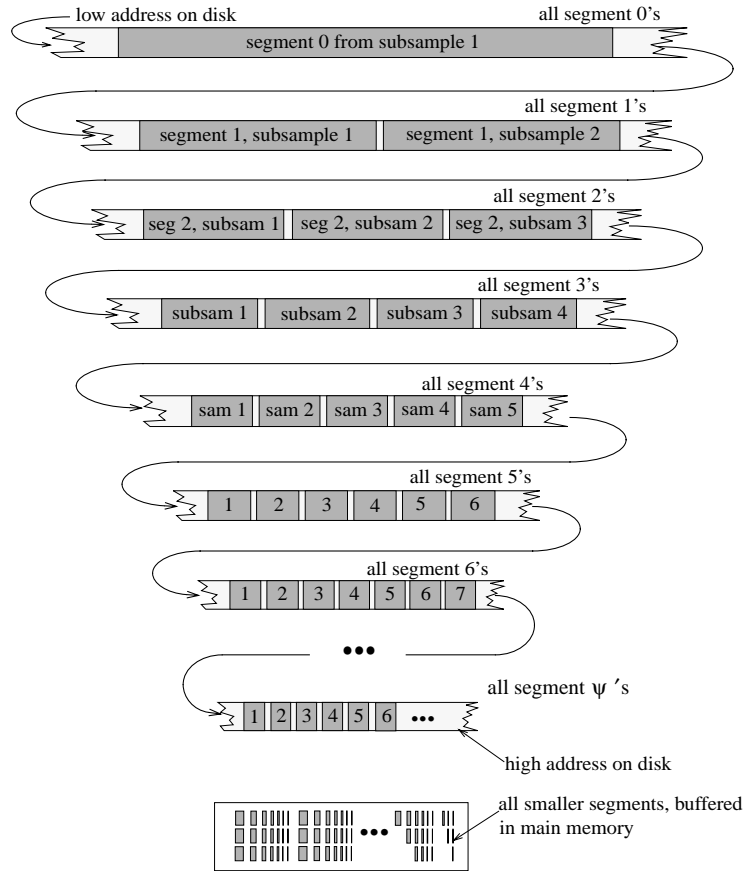 low address on disk
all segment 0's
segment 0 from subsample 1
all segment 1's
segment 1, subsample 1 segment 1, subsample 2
all segment 2's
seg 2, subsam 1 seg 2, subsam 2 seg 2, subsam 3
all segment 3's
subsam 1 subsam 2 subsam 3 subsam 4
all segment 4's
sam 1 sam 2 sam 3 sam 4 sam 5
all segment 5's
1 2 3 4 5 6
all segment 6's
1 2 3 4 5 6 7
•••
all segment ψ 's
1 2 3 4 5 6 •••
high address on disk
all smaller segments, buffered
in main memory
•••